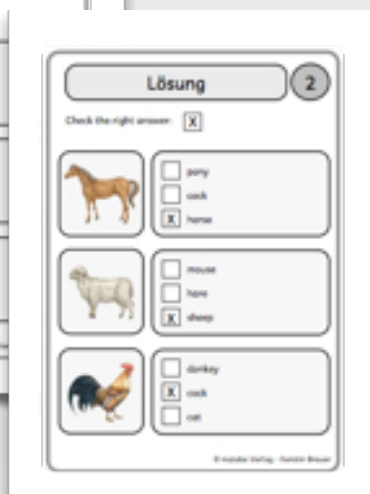 Lösung
2
Check the right answer: X
pony
cock
X horse
mouse
hare
X sheep
donkey
X cock
cat